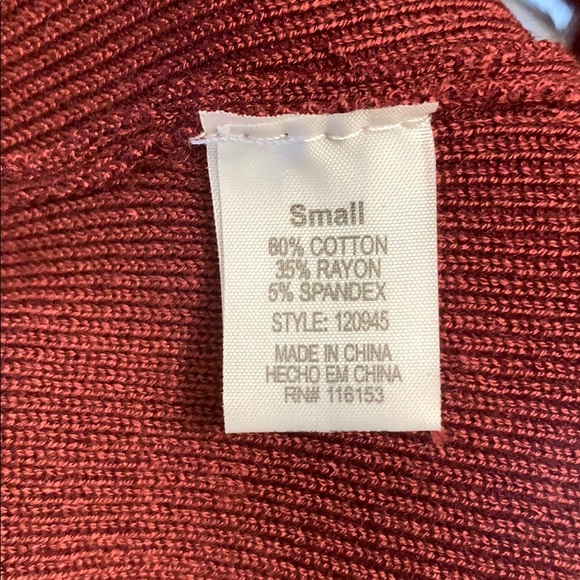 Small
60% COTTON
35% RAYON
5% SPANDEX
STYLE: 120945
MADE IN CHINA
HECHO EM CHINA
RN# 116153